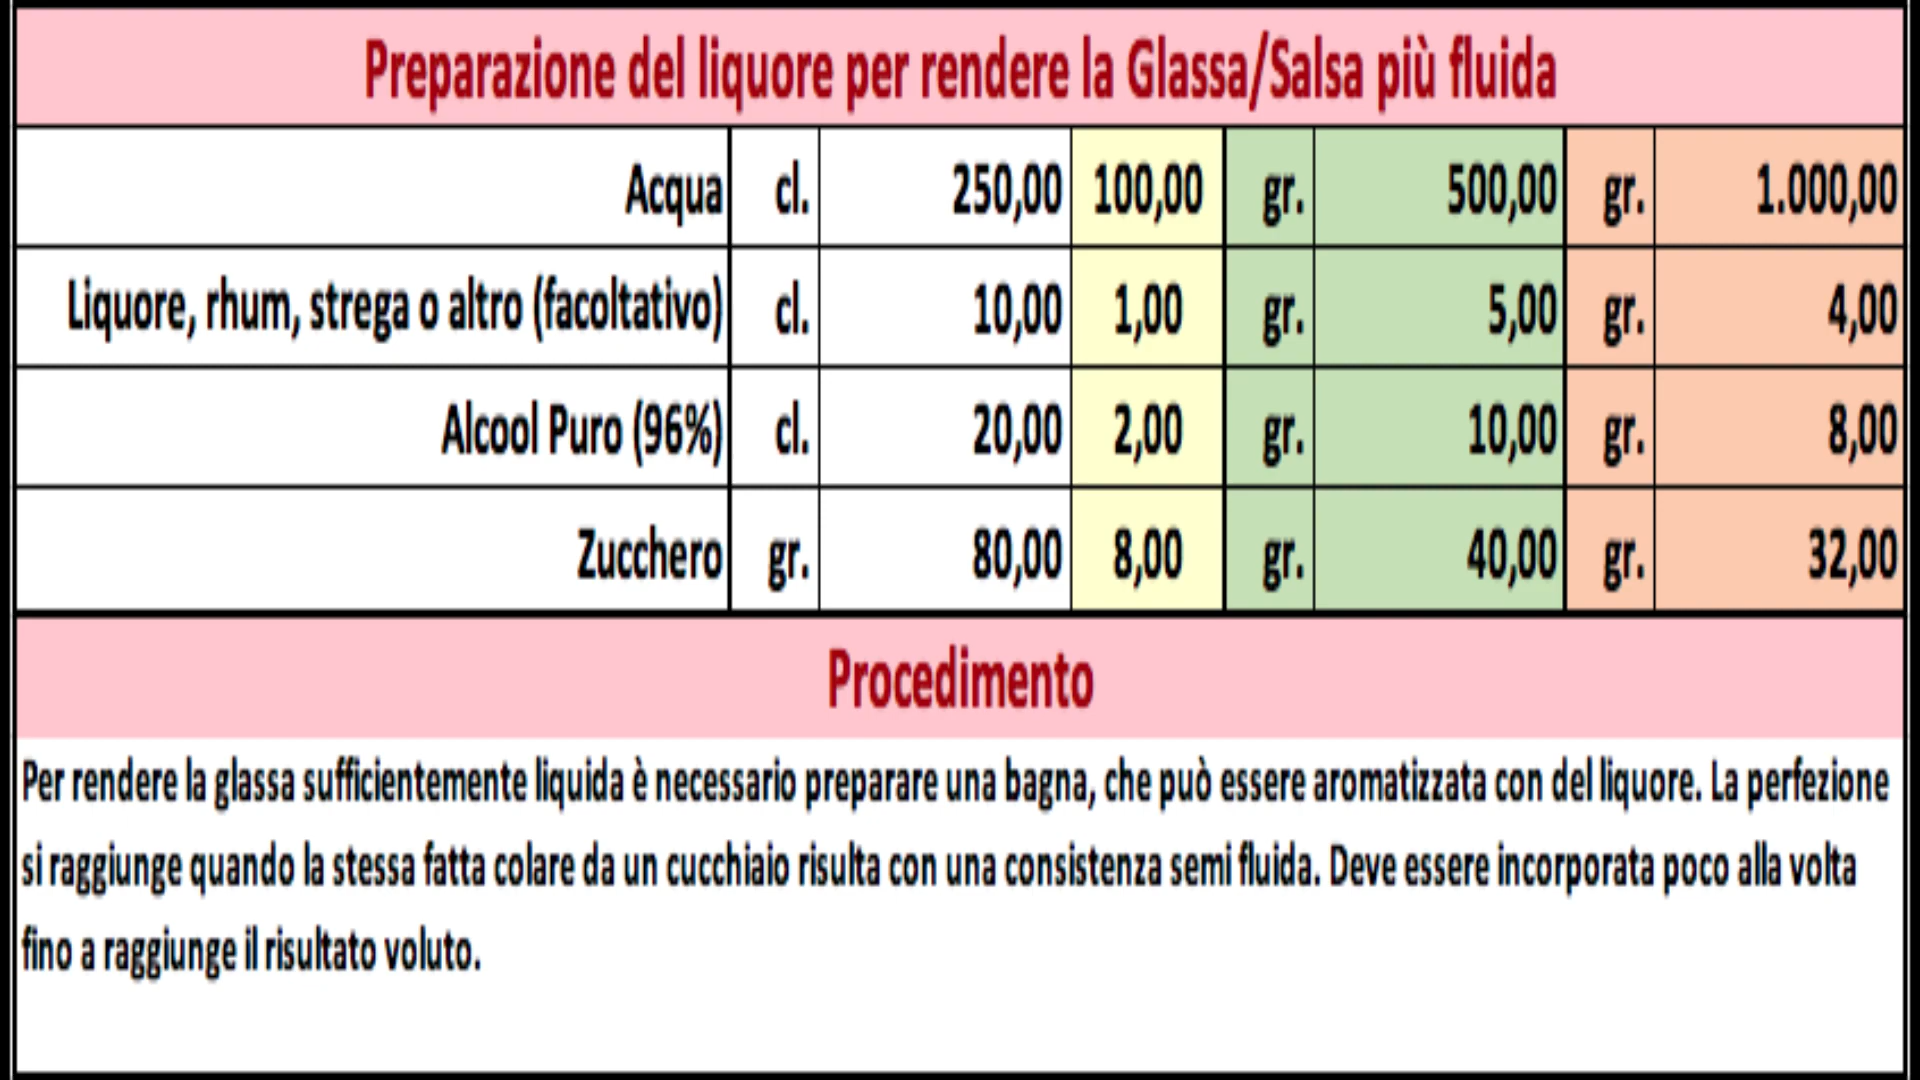 Preparazione del liquore per rendere la Glassa/Salsa più fluida
Acqua cl. 250,00 100,00 gr. 500,00 gr. 1.000,00
Liquore, rhum, strega o altro (facoltativo) cl. 10,00 1,00 gr. 5,00 gr. 4,00
Alcool Puro (96%) cl. 20,00 2,00 gr. 10,00 gr. 8,00
Zucchero gr. 80,00 8,00 gr. 40,00 gr. 32,00
Procedimento
Per rendere la glassa sufficientemente liquida è necessario preparare una bagna, che può essere aromatizzata con del liquore. La perfezione
si raggiunge quando la stessa fatta colare da un cucchiaio risulta con una consistenza semi fluida. Deve essere incorporata poco alla volta
fino a raggiunge il risultato voluto.